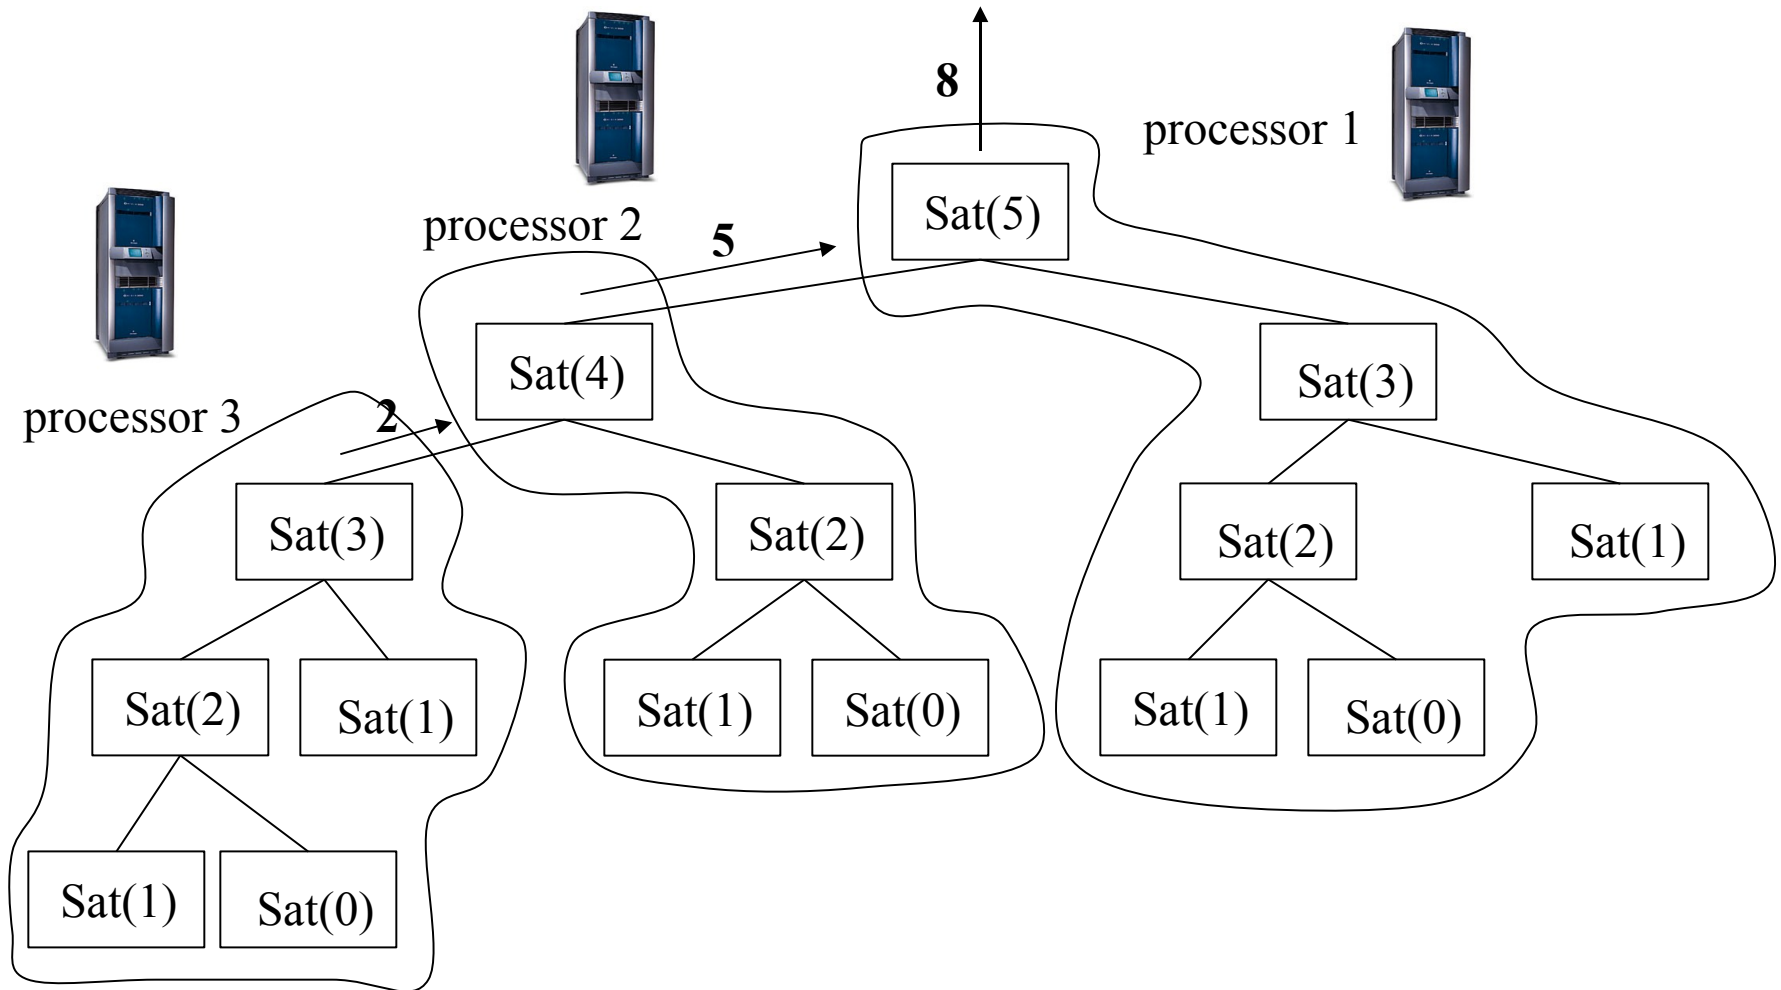 8
processor 1
Sat(5)
processor 2
5
Sat(4)
Sat(3)
processor 3
2
Sat(3)
Sat(2)
Sat(2)
Sat(1)
Sat(2)
Sat(1)
Sat(1)
Sat(0)
Sat(1)
Sat(0)
Sat(1)
Sat(0)